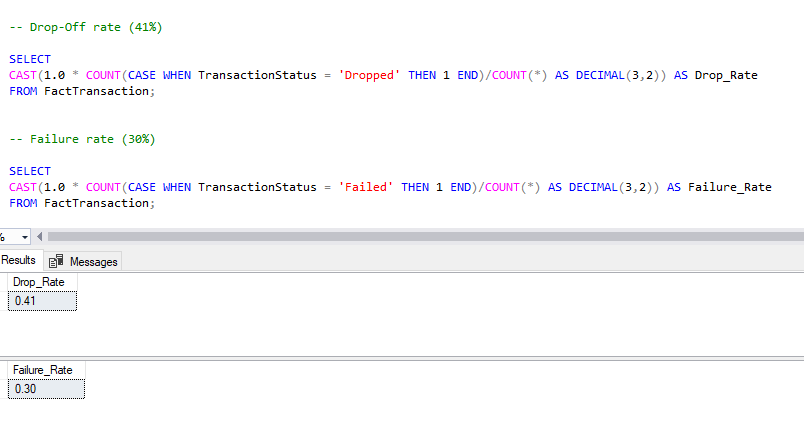 -- Drop-Off rate (41%)
SELECT
CAST(1.0 * COUNT(CASE WHEN TransactionStatus = 'Dropped' THEN 1 END)/COUNT(*) AS DECIMAL(3,2)) AS Drop_Rate
FROM FactTransaction;
-- Failure rate (30%)
SELECT
CAST(1.0 * COUNT(CASE WHEN TransactionStatus = 'Failed' THEN 1 END)/COUNT(*) AS DECIMAL(3,2)) AS Failure_Rate
FROM FactTransaction;
%
Results Messages
Drop_Rate
0.41
Failure_Rate
0.30